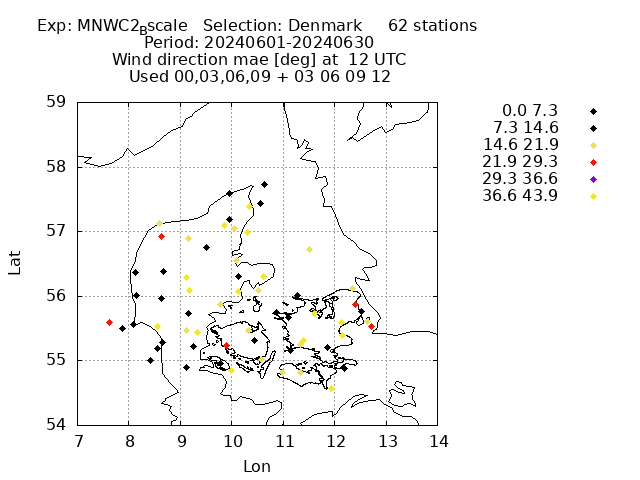 Exp: MNWC2Bscale   Selection: Denmark     62 stations
Period: 20240601-20240630
Wind direction mae [deg] at  12 UTC
Used 00,03,06,09 + 03 06 09 12
0.0 7.3
7.3 14.6
14.6 21.9
21.9 29.3
29.3 36.6
36.6 43.9
59
58
57
56
55
54
Lat
7 8 9 10 11 12 13 14
Lon